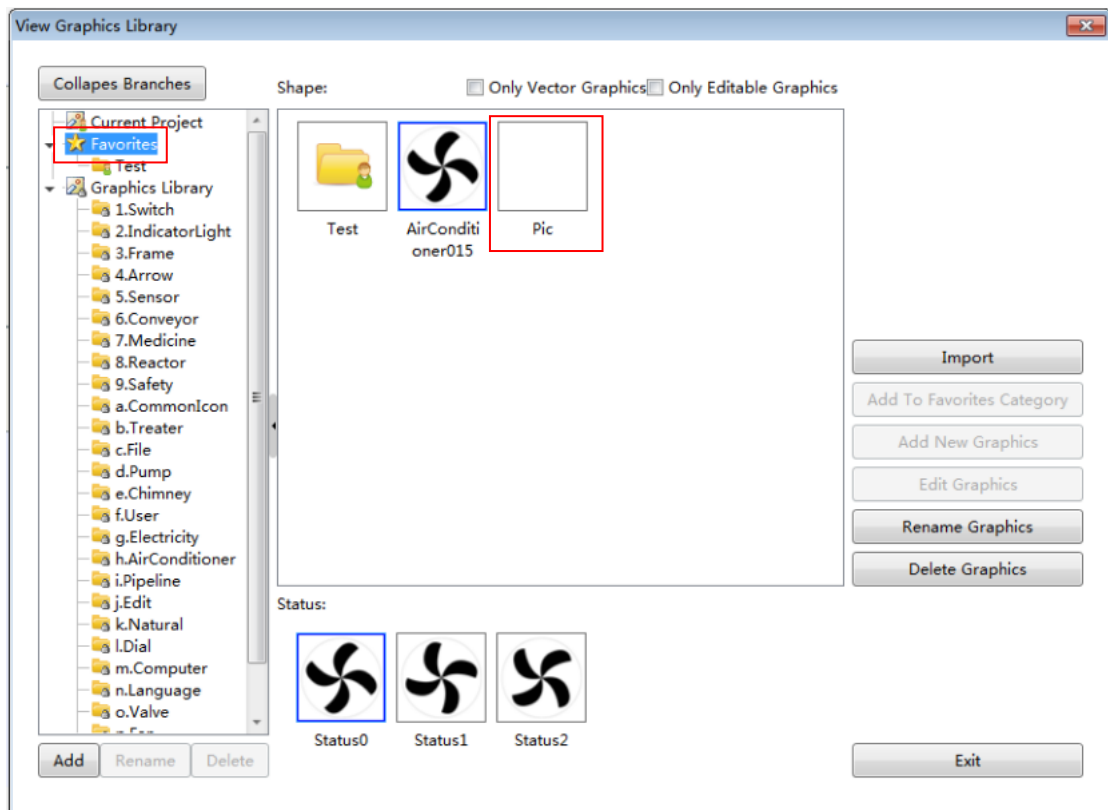 View Graphics Library
Collapes Branches
Shape:
Only Vector Graphics
Only Editable Graphics
Current Project
Favorites
Test
Graphics Library
1.Switch
2.IndicatorLight
3.Frame
4.Arrow
5.Sensor
6.Conveyor
7.Medicine
8.Reactor
9.Safety
a.CommonIcon
b.Treater
c.File
d.Pump
e.Chimney
f.User
g.Electricity
h.AirConditioner
i.Pipeline
j.Edit
k.Natural
l.Dial
m.Computer
n.Language
o.Valve
Add
Rename
Delete
Test
AirConditi
oner015
Pic
Import
Add To Favorites Category
Add New Graphics
Edit Graphics
Rename Graphics
Delete Graphics
Status:
Status0
Status1
Status2
Exit